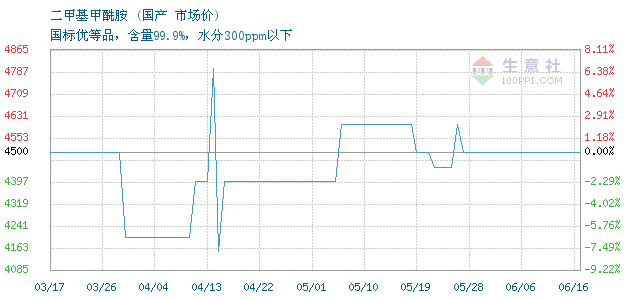 二甲基甲酰胺 (国产 市场价)
国标优等品，含量99.9%，水分300ppm以下
生意社
100PPI.COM
4865 8.11%
4787 6.38%
4709 4.64%
4631 2.91%
4553 1.18%
4500 0.00%
4397 -2.29%
4319 -4.02%
4241 -5.76%
4163 -7.49%
4085 -9.22%
03/17 03/26 04/04 04/13 04/22 05/01 05/10 05/19 05/28 06/06 06/16